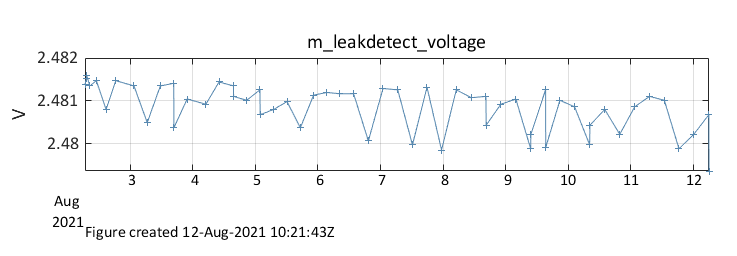 m_leakdetect_voltage
2.482
2.481
2.48
V
3 4 5 6 7 8 9 10 11 12
Aug
2021
Figure created 12-Aug-2021 10:21:43Z